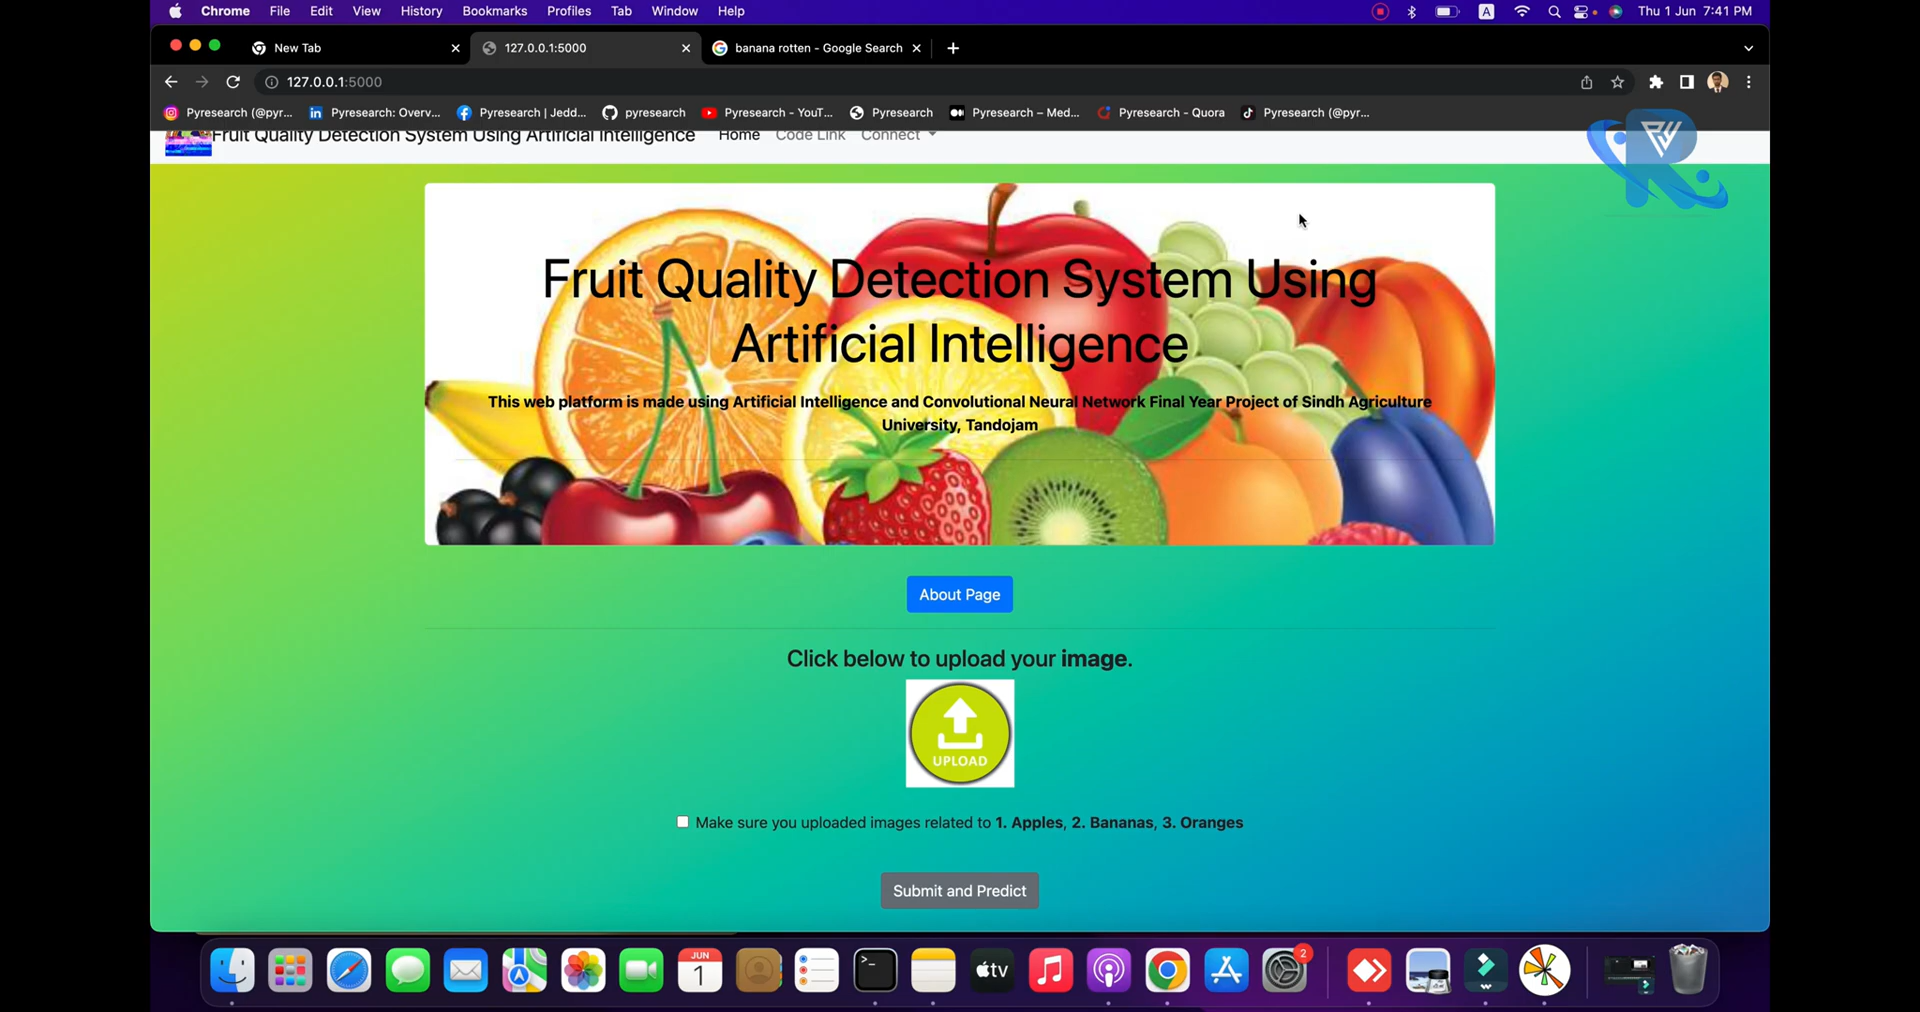 Chrome File Edit View History Bookmarks Profiles Tab Window Help A Thu 1 Jun 7:41 PM
New Tab 127.0.0.1:5000 banana rotten - Google Search
127.0.0.1:5000
Pyresearch (@pyr... Pyresearch: Overv... Pyresearch | Jedd... pyresearch Pyresearch - YouT... Pyresearch Pyresearch – Med... Pyresearch - Quora Pyresearch (@pyr...
Fruit Quality Detection System Using Artificial Intelligence Home Code Link Connect
Fruit Quality Detection System Using
Artificial Intelligence
This web platform is made using Artificial Intelligence and Convolutional Neural Network Final Year Project of Sindh Agriculture
University, Tandojam
About Page
Click below to upload your image.
UPLOAD
Make sure you uploaded images related to 1. Apples, 2. Bananas, 3. Oranges
Submit and Predict
JUN
1
tv
2